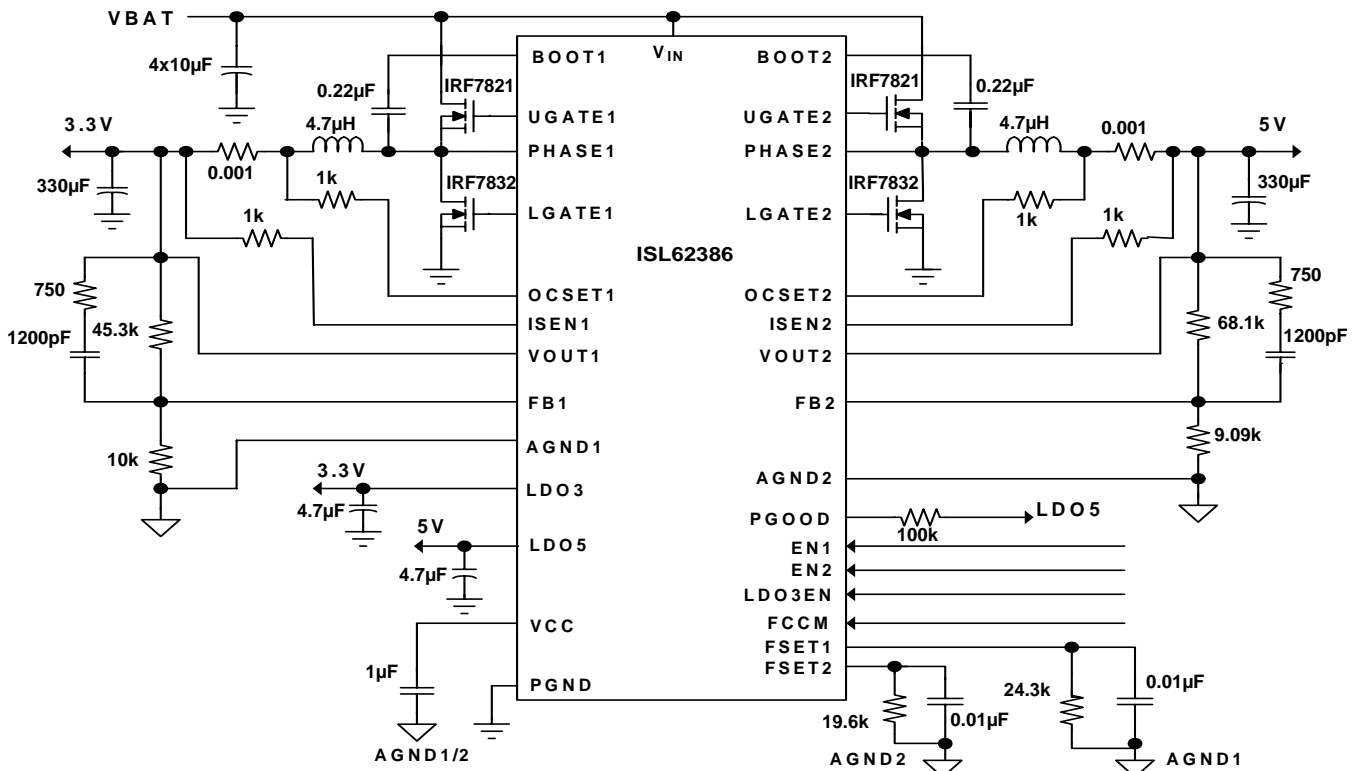 VBAT
4x10µF
0.22µF
IRF7821
BOOT1
VIN
BOOT2
IRF7821
0.22µF
3.3V
4.7µH
UGATE1
UGATE2
4.7µH
0.001
5V
0.001
PHASE1
PHASE2
330µF
1k
IRF7832
IRF7832
1k
330µF
1k
LGATE1
LGATE2
1k
ISL62386
750
OCSET1
OCSET2
750
1200pF
45.3k
ISEN1
ISEN2
68.1k
1200pF
VOUT1
VOUT2
FB1
FB2
10k
AGND1
9.09k
3.3V
AGND2
LDO3
4.7µF
PGOOD
LDO5
100k
5V
LDO5
EN1
4.7µF
EN2
LDO3EN
VCC
FCCM
FSET1
FSET2
1µF
PGND
19.6k
0.01µF
24.3k
0.01µF
AGND1/2
AGND2
AGND1